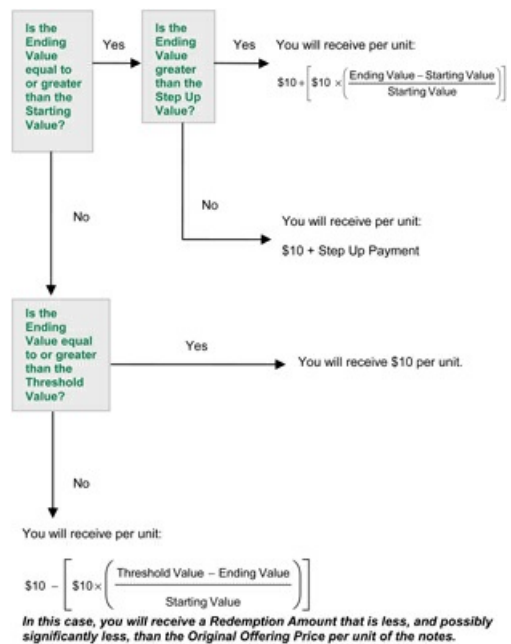 Is the
Ending
Value
equal to
or greater
than the
Starting
Value?
Yes
Is the
Ending
Value
greater
than the
Step Up
Value?
Yes
You will receive per unit:
$10 + [ $10 × ( Ending Value – Starting Value
Starting Value ) ]
No
No
You will receive per unit:
$10 + Step Up Payment
Is the
Ending
Value equal
to or greater
than the
Threshold
Value?
Yes
You will receive $10 per unit.
No
You will receive per unit:
$10 – [ $10 × ( Threshold Value – Ending Value
Starting Value ) ]
In this case, you will receive a Redemption Amount that is less, and possibly
significantly less, than the Original Offering Price per unit of the notes.